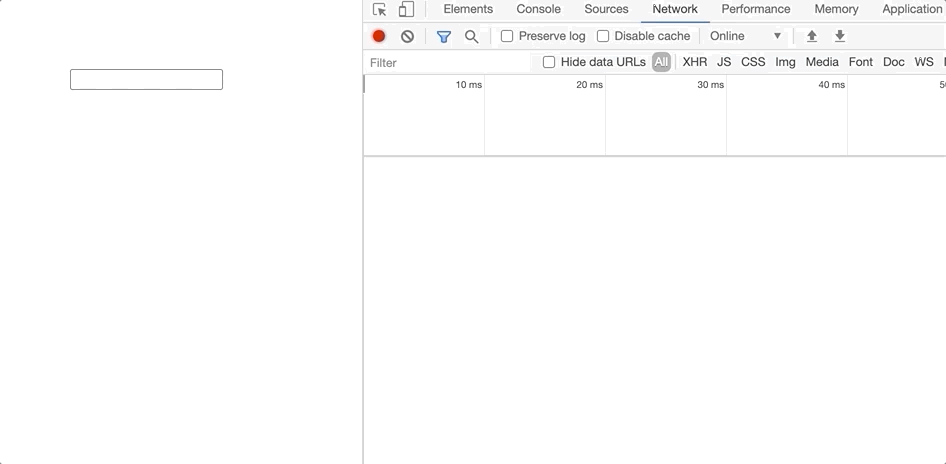 Elements Console Sources Network Performance Memory Application
Preserve log Disable cache Online
Filter Hide data URLs All XHR JS CSS Img Media Font Doc WS
10 ms 20 ms 30 ms 40 ms